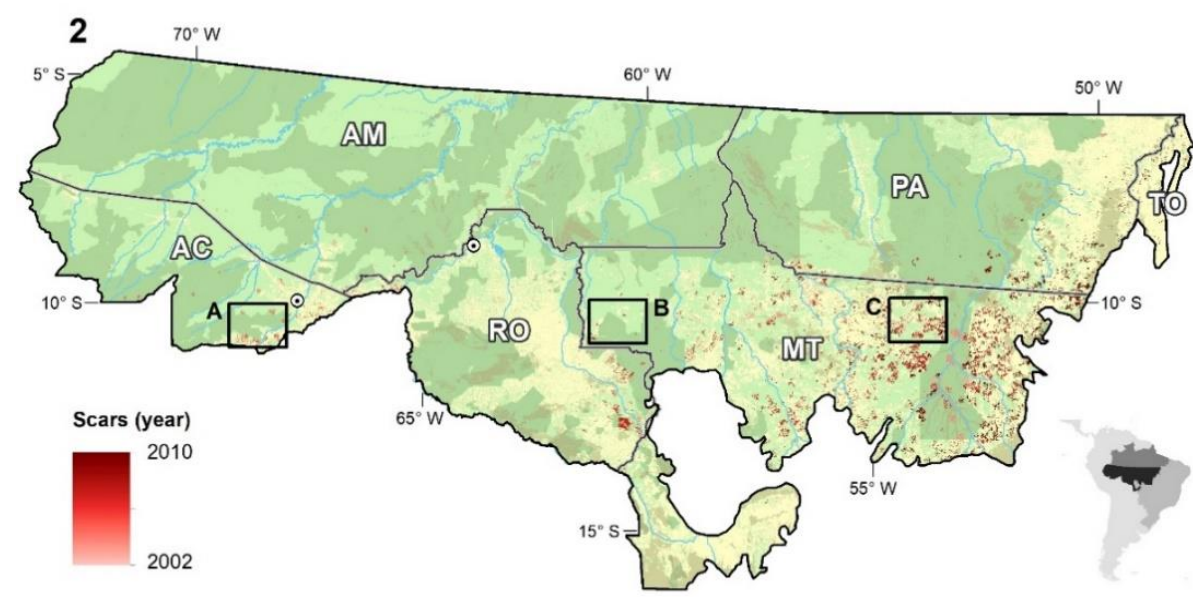 2
70° W
5° S
60° W
50° W
AM
PA
TO
AC
10° S
A
RO
B
MT
C
10° S
65° W
55° W
15° S
Scars (year)
2010
2002